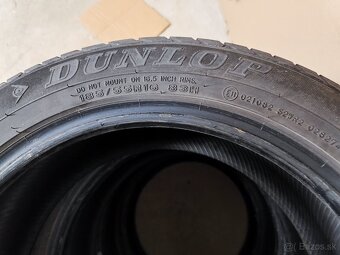 DUNLOP
DO NOT MOUNT ON 16.5 INCH RIMS
185/55R16 83H
bazos.sk